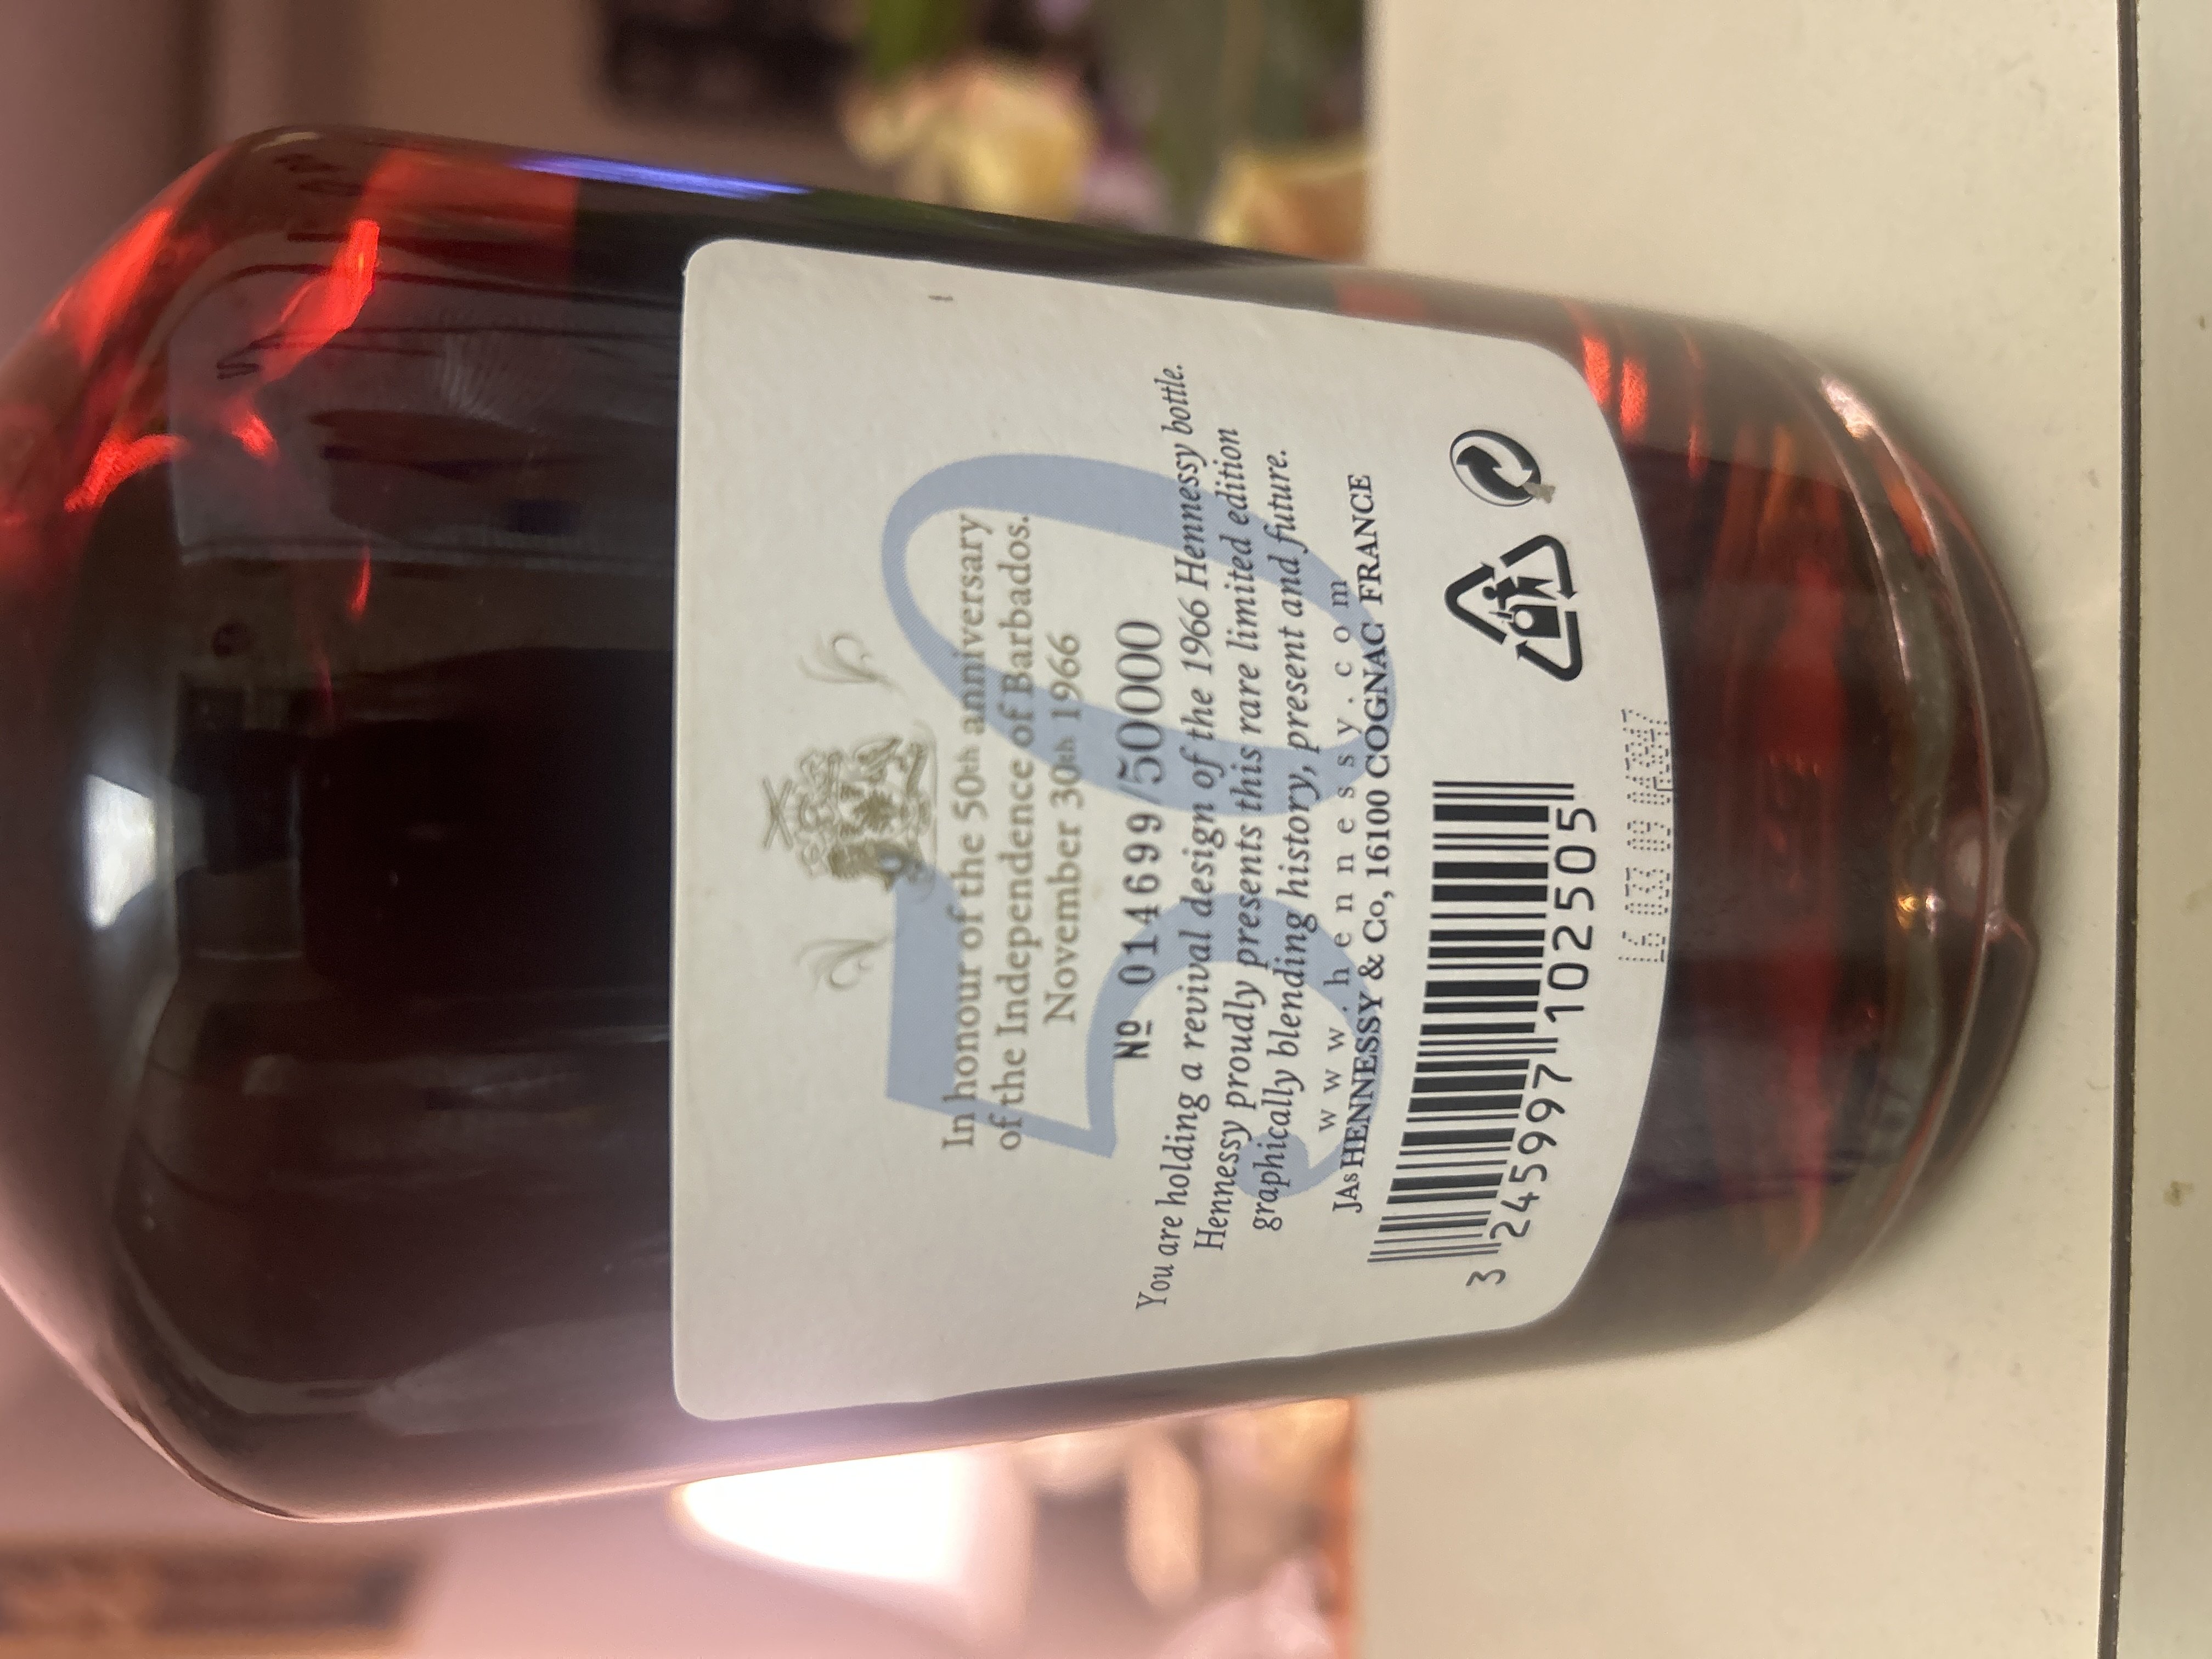 In honour of the 50th anniversary
of the Independence of Barbados.
November 30th 1966
50
Nº 014699/50000
You are holding a revival design of the 1966 Hennessy bottle.
Hennessy proudly presents this rare limited edition
graphically blending history, present and future.
www.hennessy.com
JAs HENNESSY & Co, 16100 COGNAC FRANCE
3 245997 102505